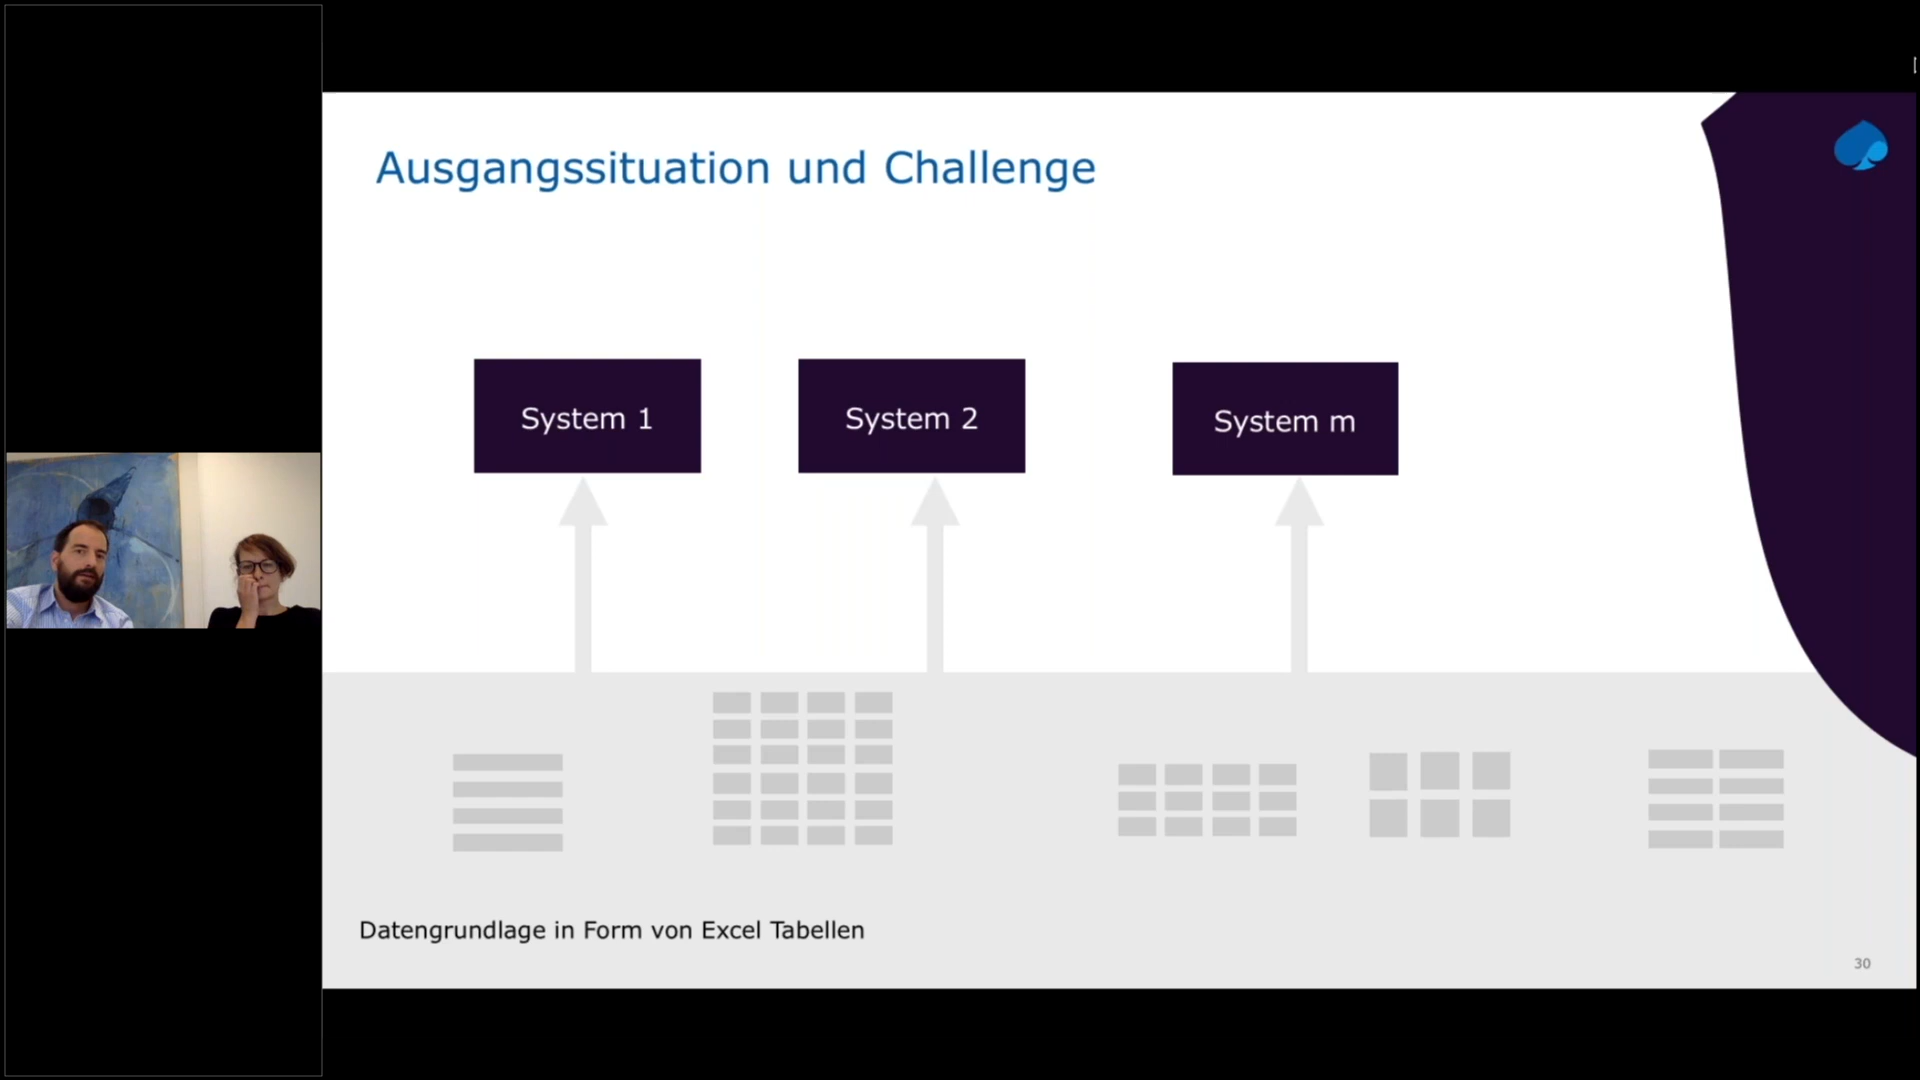 Ausgangssituation und Challenge
System 1
System 2
System m
Datengrundlage in Form von Excel Tabellen
30